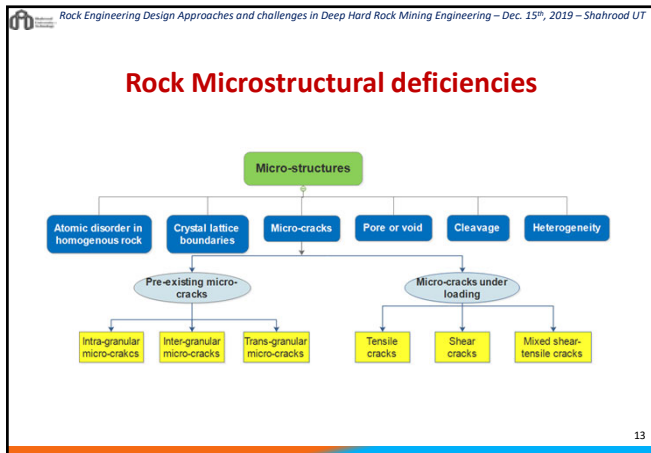 Rock Engineering Design Approaches and challenges in Deep Hard Rock Mining Engineering – Dec. 15th, 2019 – Shahrood UT
Rock Microstructural deficiencies
Micro-structures
Atomic disorder in
homogenous rock
Crystal lattice
boundaries
Micro-cracks
Pore or void
Cleavage
Heterogeneity
Pre-existing micro-
cracks
Micro-cracks under
loading
Intra-granular
micro-crakcs
Inter-granular
micro-cracks
Trans-granular
micro-cracks
Tensile
cracks
Shear
cracks
Mixed shear-
tensile cracks
13